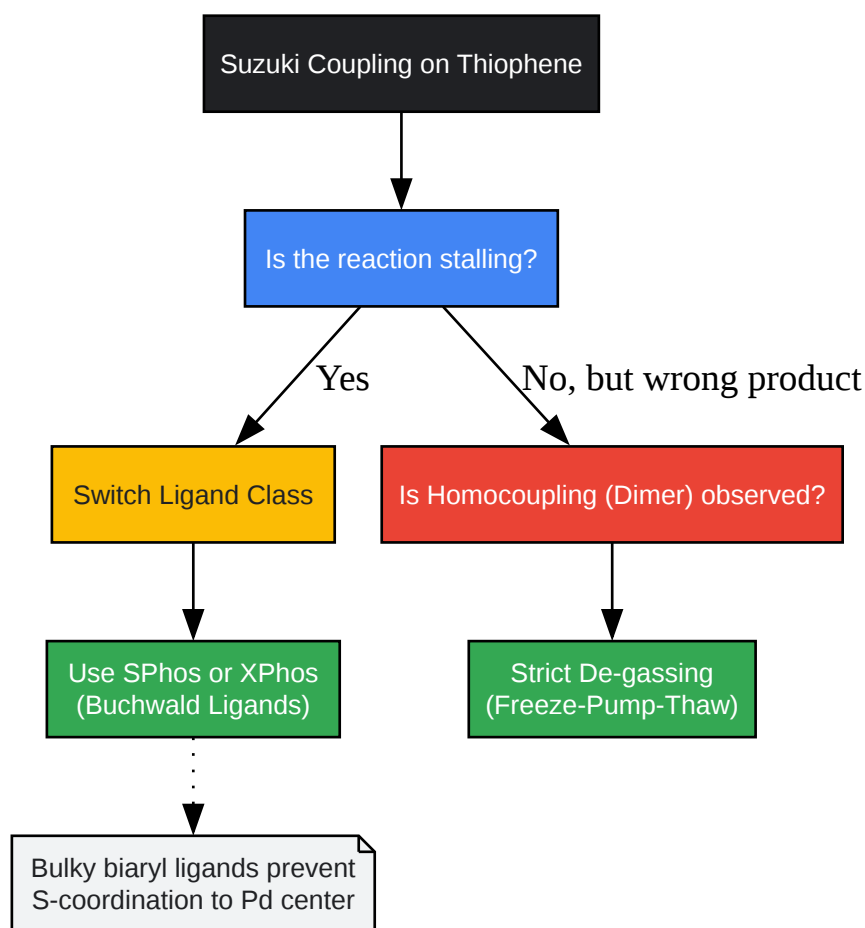 Suzuki Coupling on Thiophene
Is the reaction stalling?
Yes
No, but wrong product
Switch Ligand Class
Is Homocoupling (Dimer) observed?
Use SPhos or XPhos
(Buchwald Ligands)
Strict De-gassing
(Freeze-Pump-Thaw)
Bulky biaryl ligands prevent
S-coordination to Pd center